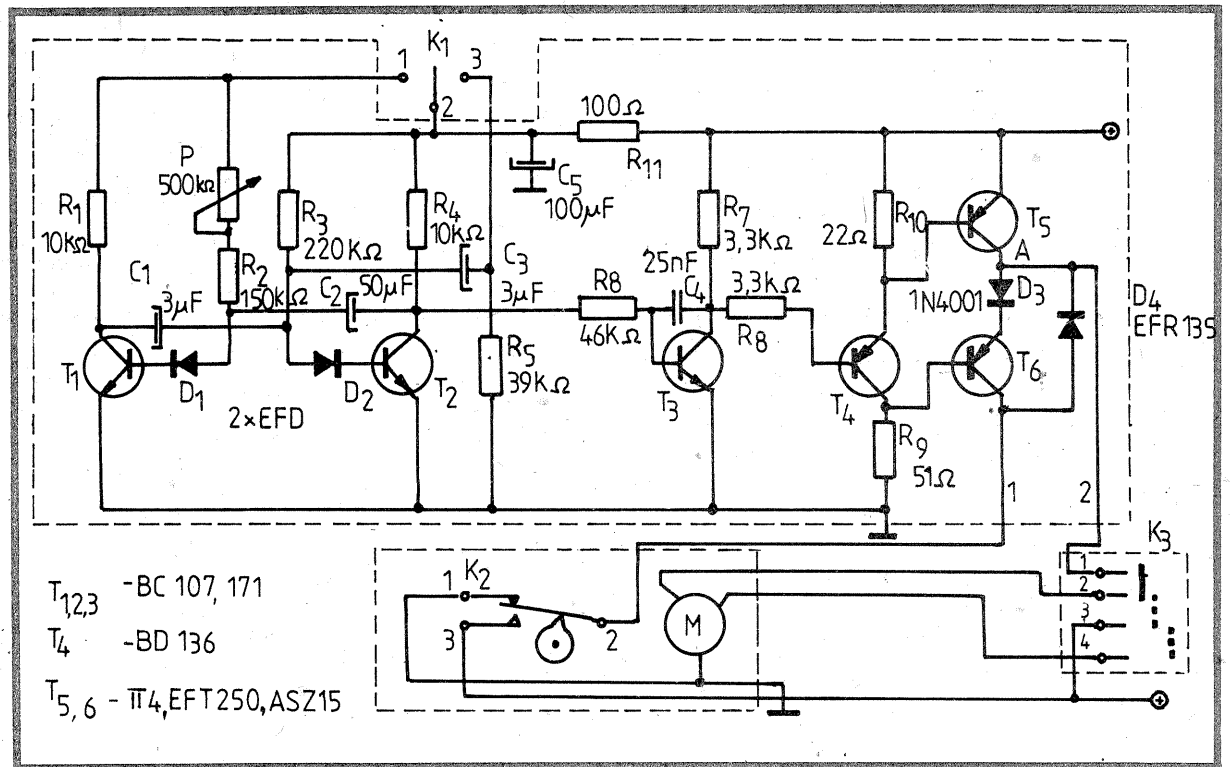 1 K1 3
2
100Ω
R11
P
500kΩ
R1
10kΩ
R3
220KΩ
R4
10KΩ
C5
100μF
R7
3,3KΩ
R10
22Ω
T5
A
C1
3μF
R2
150kΩ
C2 50μF
C3
3μF
R8
46KΩ
25nF
C4
3,3kΩ
R8
1N4001 D3
D4
EFR 135
T1
D1
D2
T2
2×EFD
R5
39KΩ
T3
T4
T6
R9
51Ω
1 2
K3
1
2
3
4
1 K2
3
2
M
T1,2,3 -BC 107, 171
T4 -BD 136
T5,6 - π4,EFT250,ASZ15